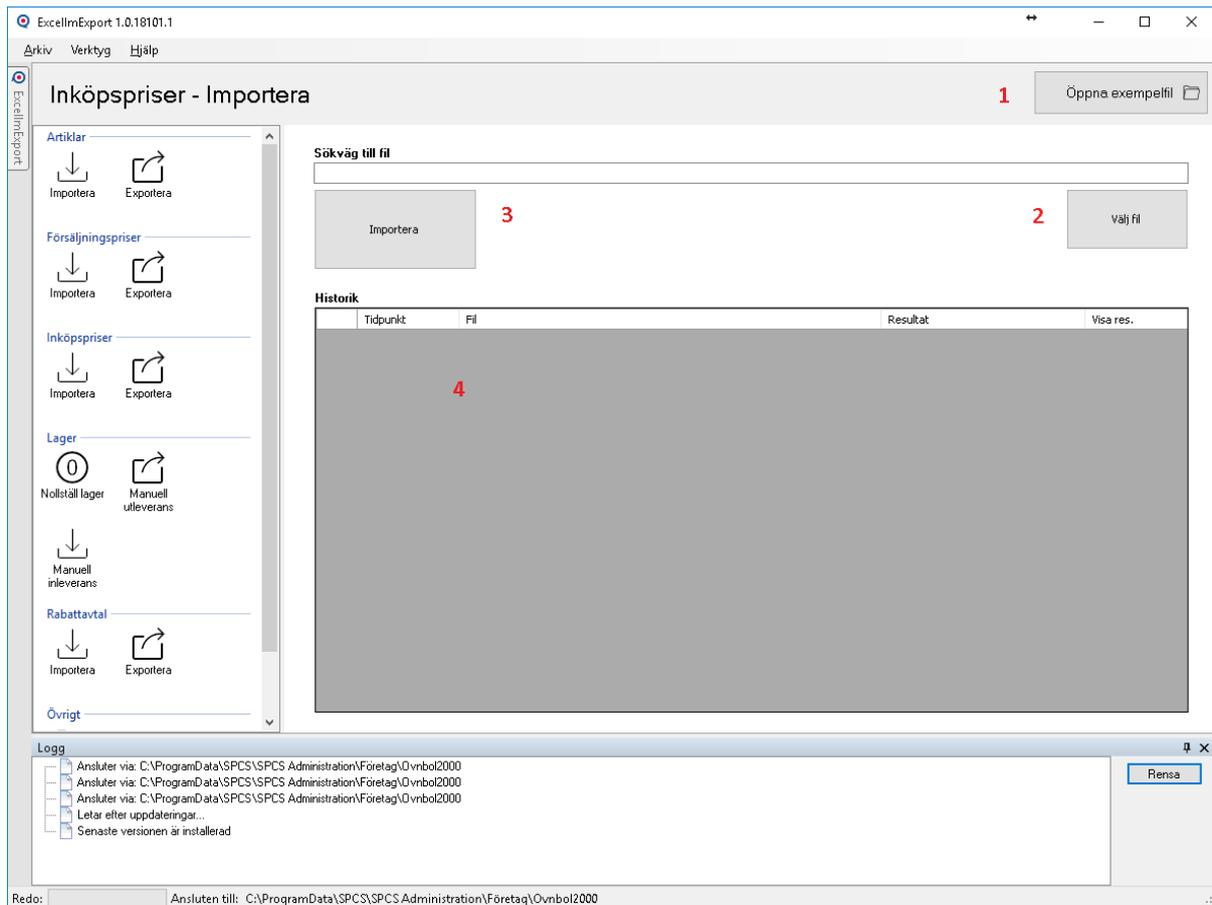 ExcelImExport 1.0.18101.1
Arkiv Verktyg Hjälp
ExcelImExport
Inköpspriser - Importera
1
Öppna exempelfil
Artiklar
Importera Exportera
Försäljningspriser
Importera Exportera
Inköpspriser
Importera Exportera
Lager
0
Nollställ lager Manuell utleverans
Manuell inleverans
Rabattavtal
Importera Exportera
Övrigt
Sökväg till fil
Importera
3
2
Välj fil
Historik
Tidpunkt Fil Resultat Visa res.
4
Logg
Ansluter via: C:\ProgramData\SPCS\SPCS Administration\Företag\Ovnbol2000
Ansluter via: C:\ProgramData\SPCS\SPCS Administration\Företag\Ovnbol2000
Ansluter via: C:\ProgramData\SPCS\SPCS Administration\Företag\Ovnbol2000
Letar efter uppdateringar...
Senaste versionen är installerad
Rensa
Redo: Ansluten till: C:\ProgramData\SPCS\SPCS Administration\Företag\Ovnbol2000